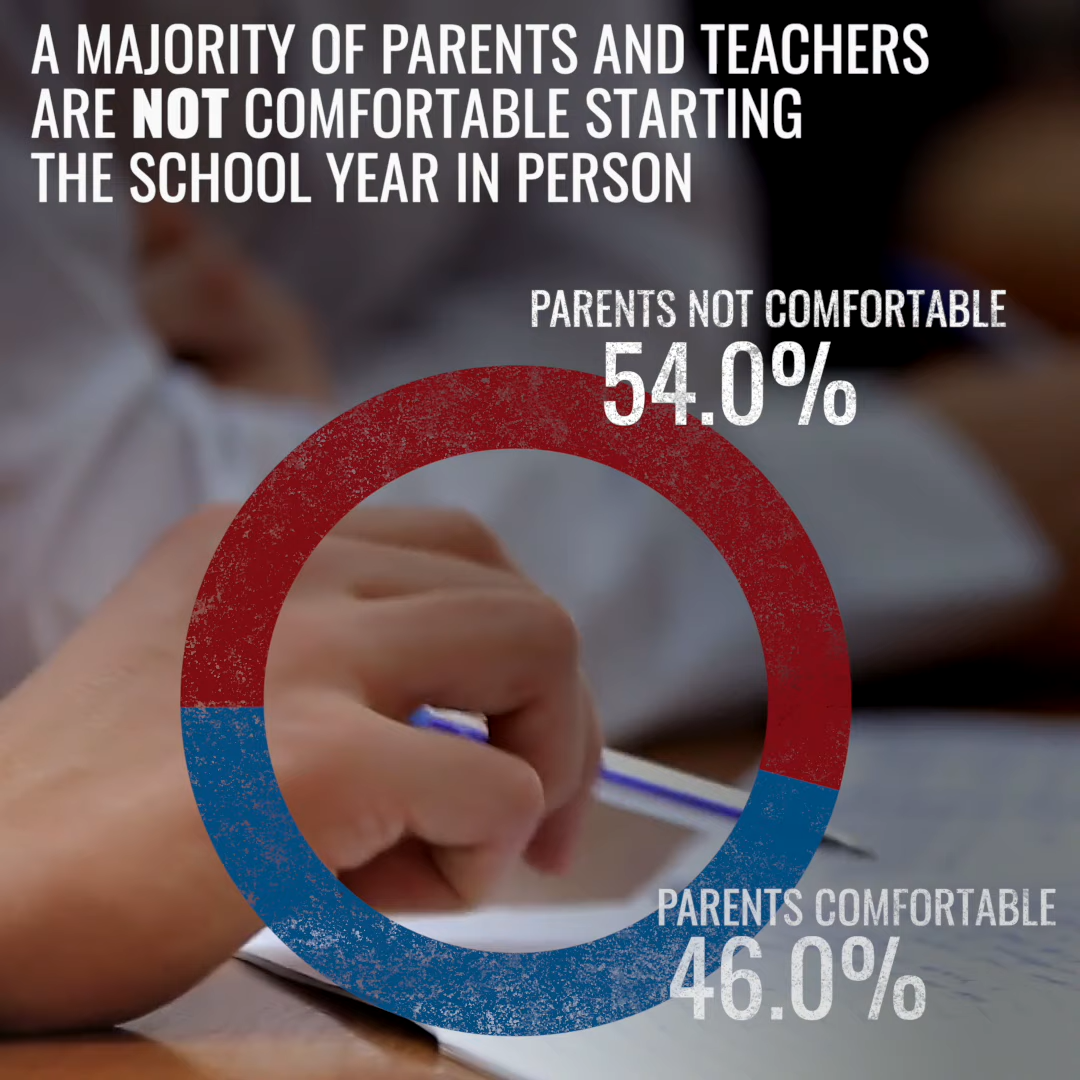 A MAJORITY OF PARENTS AND TEACHERS
ARE NOT COMFORTABLE STARTING
THE SCHOOL YEAR IN PERSON
PARENTS NOT COMFORTABLE
54.0%
PARENTS COMFORTABLE
46.0%